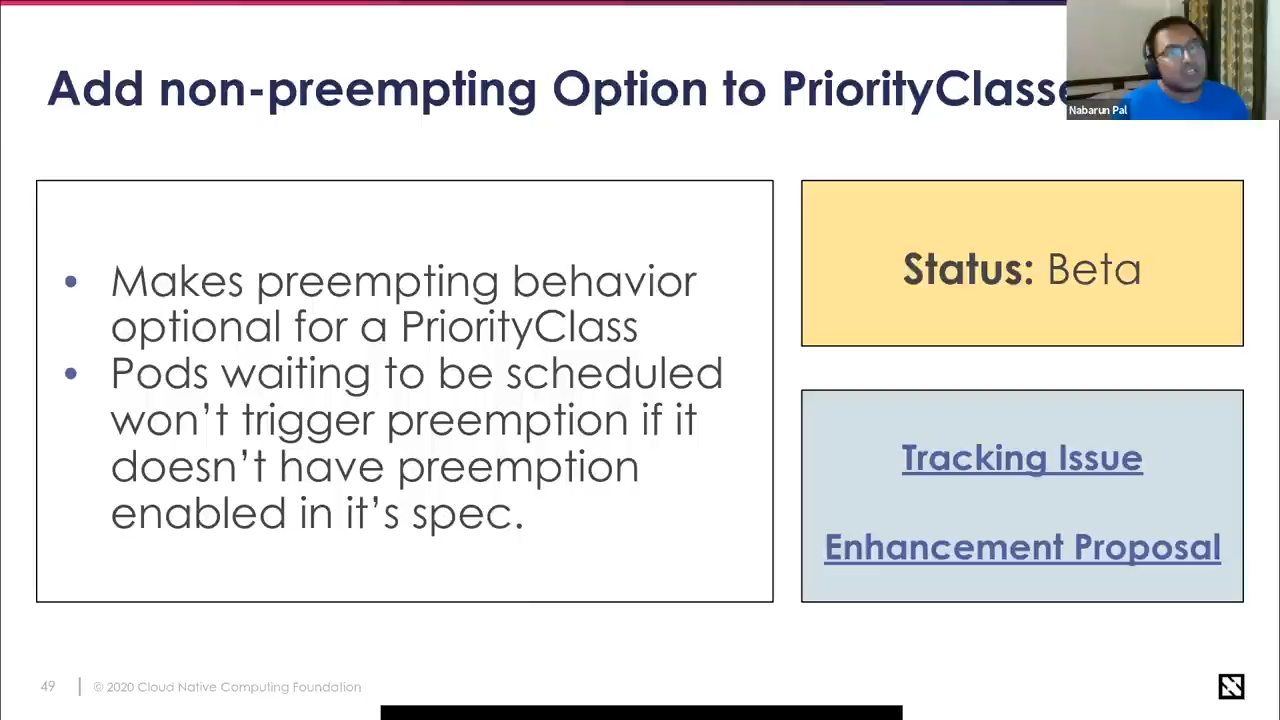 Add non-preempting Option to PriorityClasse
Nabarun Pal
• Makes preempting behavior
optional for a PriorityClass
• Pods waiting to be scheduled
won't trigger preemption if it
doesn't have preemption
enabled in it's spec.
Status: Beta
Tracking Issue
Enhancement Proposal
49
© 2020 Cloud Native Computing Foundation